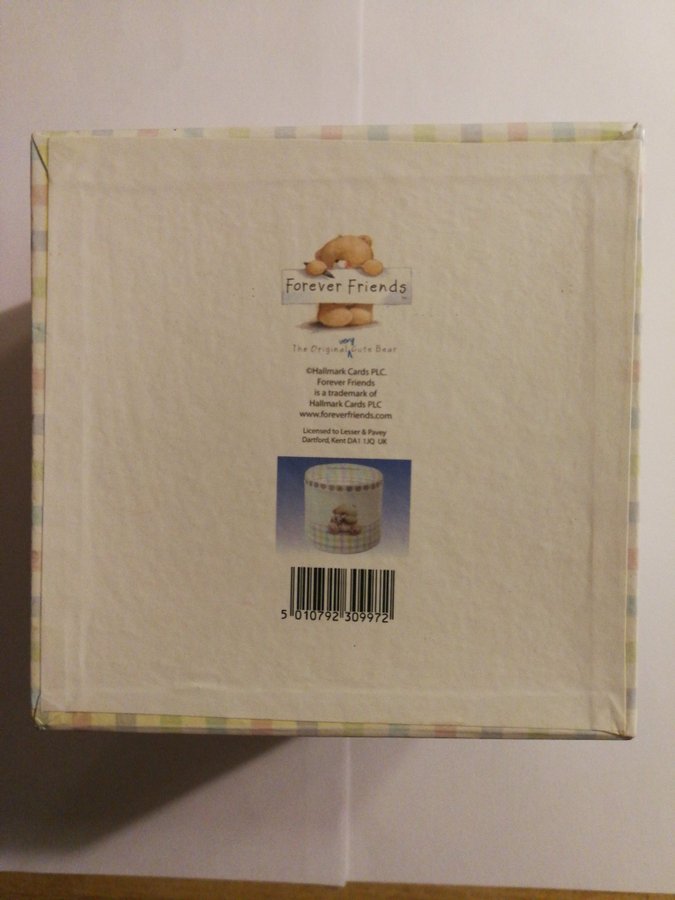 Forever Friends
very
The Original Cute Bear
©Hallmark Cards PLC.
Forever Friends
is a trademark of
Hallmark Cards PLC
www.foreverfriends.com
Licensed to Lesser & Pavey
Dartford, Kent DA1 1JQ UK
5 010792 309972